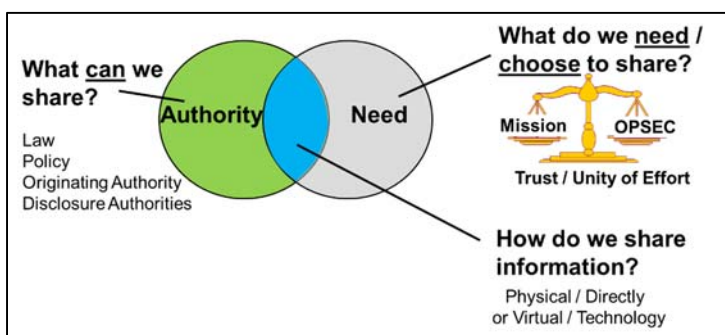 What can we
share?
Authority
Law
Policy
Originating Authority
Disclosure Authorities
Need
What do we need /
choose to share?
Mission OPSEC
Trust / Unity of Effort
How do we share
information?
Physical / Directly
or Virtual / Technology